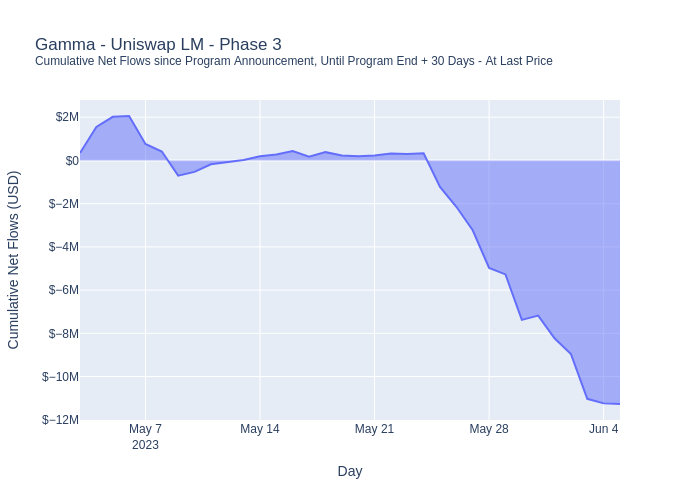 Gamma - Uniswap LM - Phase 3
Cumulative Net Flows since Program Announcement, Until Program End + 30 Days - At Last Price
Cumulative Net Flows (USD)
$2M
$0
$−2M
$−4M
$−6M
$−8M
$−10M
$−12M
May 7
2023
May 14
May 21
May 28
Jun 4
Day